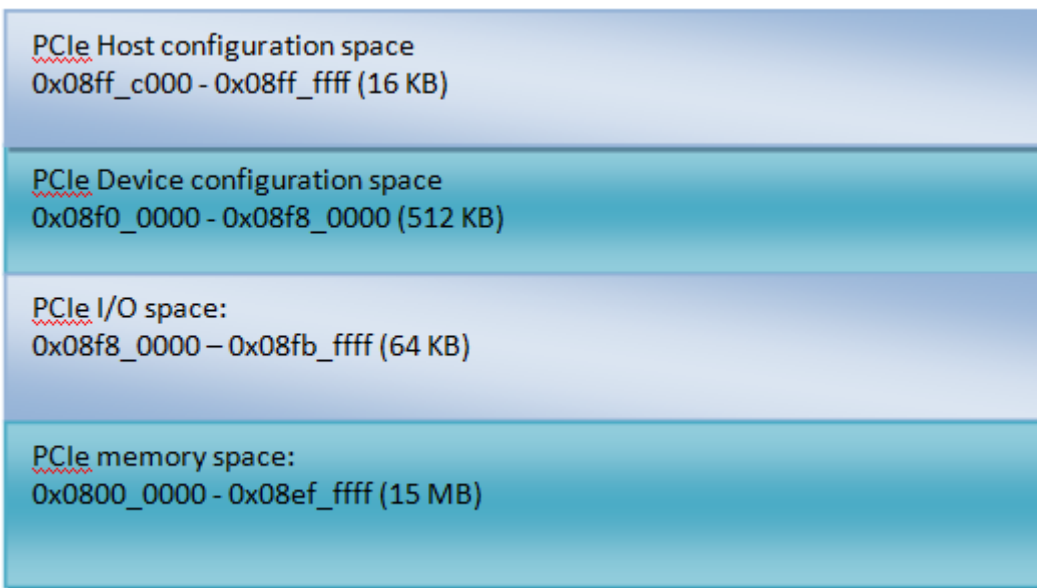 PCIe Host configuration space
0x08ff_c000 - 0x08ff_ffff (16 KB)
PCIe Device configuration space
0x08f0_0000 - 0x08f8_0000 (512 KB)
PCIe I/O space:
0x08f8_0000 – 0x08fb_ffff (64 KB)
PCIe memory space:
0x0800_0000 - 0x08ef_ffff (15 MB)